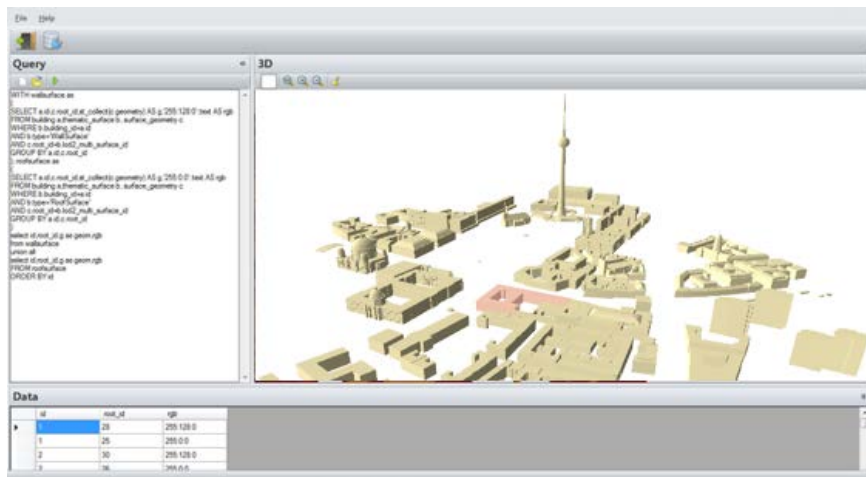 File Help
Query
3D
WITH wallsurface as
(
SELECT a.id,c.root_id,st_collect(c.geometry) AS g,'255:128:0'::text AS rgb
FROM building a,thematic_surface b, surface_geometry c
WHERE b.building_id=a.id
AND b.type='WallSurface'
AND c.root_id=b.lod2_multi_surface_id
GROUP BY a.id,c.root_id
), roofsurface as
(
SELECT a.id,c.root_id,st_collect(c.geometry) AS g,'255:0:0'::text AS rgb
FROM building a,thematic_surface b, surface_geometry c
WHERE b.building_id=a.id
AND b.type='RoofSurface'
AND c.root_id=b.lod2_multi_surface_id
GROUP BY a.id,c.root_id
)
select id,root_id,g as geom,rgb
from wallsurface
union all
select id,root_id,g as geom,rgb
FROM roofsurface
ORDER BY id
Data
id root_id rgb
1 28 255:128:0
1 25 255:0:0
2 30 255:128:0
255:0:0